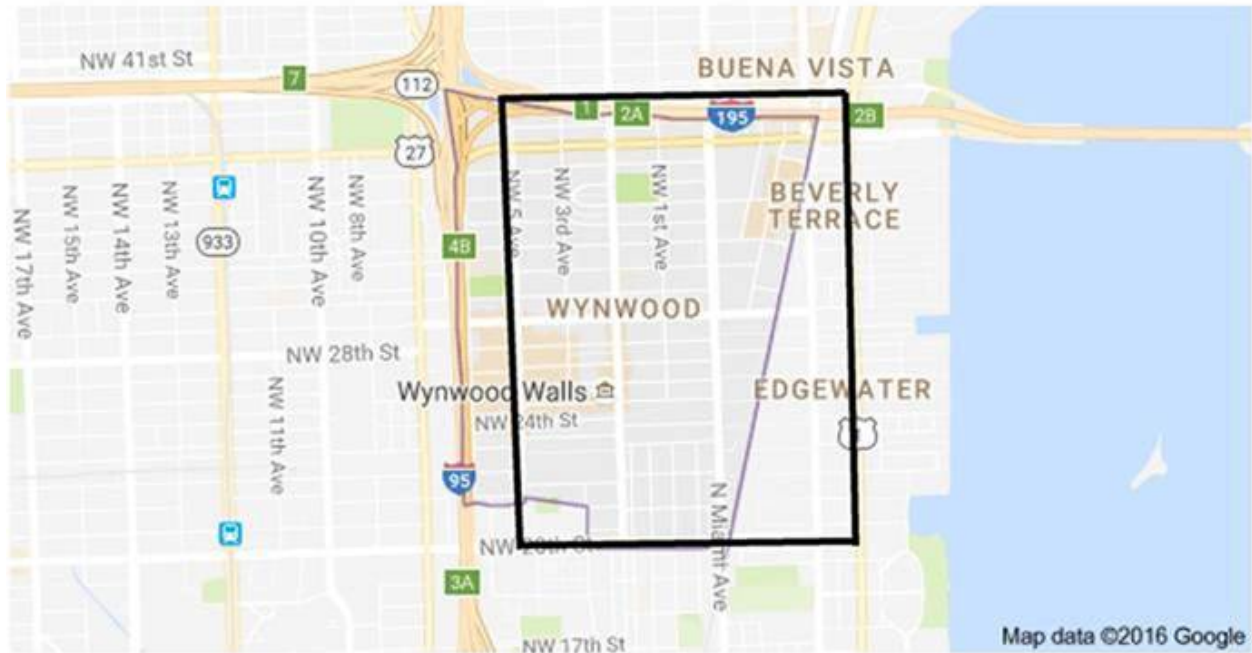 NW 41st St
7
112
BUENA VISTA
1
2A
195
2B
27
BEVERLY
TERRACE
NW 17th Ave
NW 15th Ave
NW 14th Ave
NW 13th Ave
933
NW 10th Ave
NW 8th Ave
4B
NW 5 Ave
NW 3rd Ave
NW 1st Ave
WYNWOOD
NW 28th St
NW 11th Ave
Wynwood Walls
EDGEWATER
NW 24th St
95
N Miami Ave
NW 20th St
3A
NW 17th St
Map data ©2016 Google